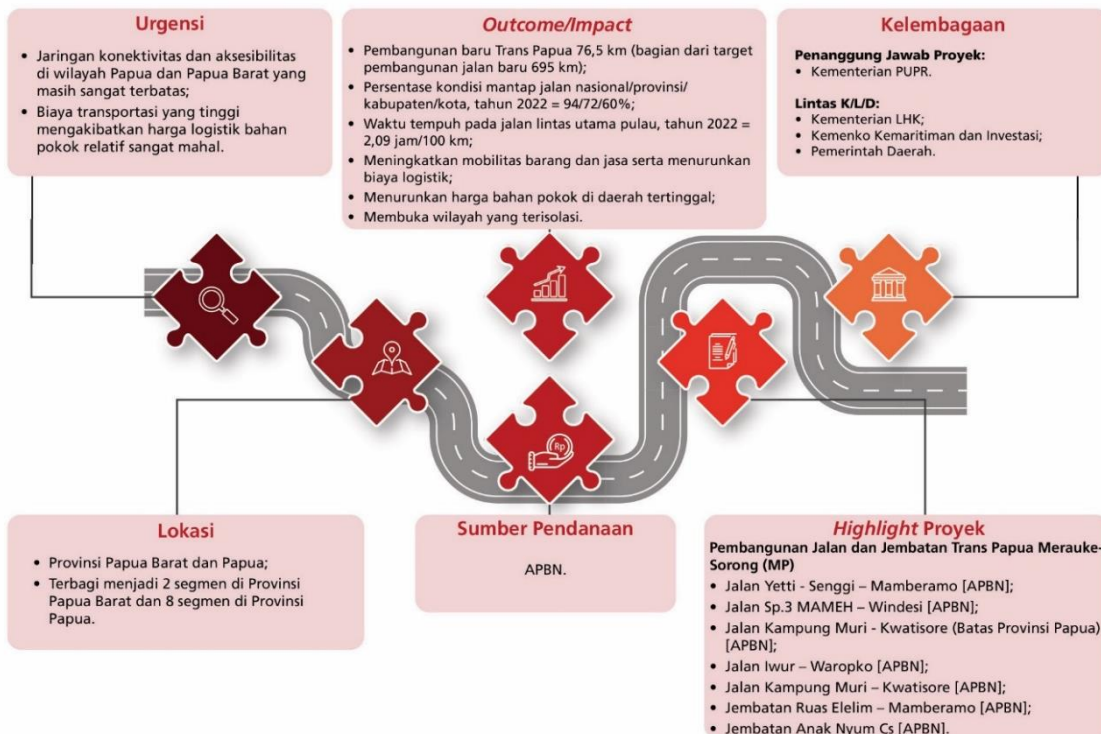 Urgensi
• Jaringan konektivitas dan aksesibilitas
di wilayah Papua dan Papua Barat yang
masih sangat terbatas;
• Biaya transportasi yang tinggi
mengakibatkan harga logistik bahan
pokok relatif sangat mahal.
Outcome/Impact
• Pembangunan baru Trans Papua 76,5 km (bagian dari target
pembangunan jalan baru 695 km);
• Persentase kondisi mantap jalan nasional/provinsi/
kabupaten/kota, tahun 2022 = 94/72/60%;
• Waktu tempuh pada jalan lintas utama pulau, tahun 2022 =
2,09 jam/100 km;
• Meningkatkan mobilitas barang dan jasa serta menurunkan
biaya logistik;
• Menurunkan harga bahan pokok di daerah tertinggal;
• Membuka wilayah yang terisolasi.
Kelembagaan
Penanggung Jawab Proyek:
• Kementerian PUPR.
Lintas K/L/D:
• Kementerian LHK;
• Kemenko Kemaritiman dan Investasi;
• Pemerintah Daerah.
Rp
Lokasi
• Provinsi Papua Barat dan Papua;
• Terbagi menjadi 2 segmen di Provinsi
Papua Barat dan 8 segmen di Provinsi
Papua.
Sumber Pendanaan
APBN.
Highlight Proyek
Pembangunan Jalan dan Jembatan Trans Papua Merauke-
Sorong (MP)
• Jalan Yetti - Senggi – Mamberamo [APBN];
• Jalan Sp.3 MAMEH – Windesi [APBN];
• Jalan Kampung Muri - Kwatisore (Batas Provinsi Papua)
[APBN];
• Jalan Iwur – Waropko [APBN];
• Jalan Kampung Muri – Kwatisore [APBN];
• Jembatan Ruas Elelim – Mamberamo [APBN];
• Jembatan Anak Nyum Cs [APBN].